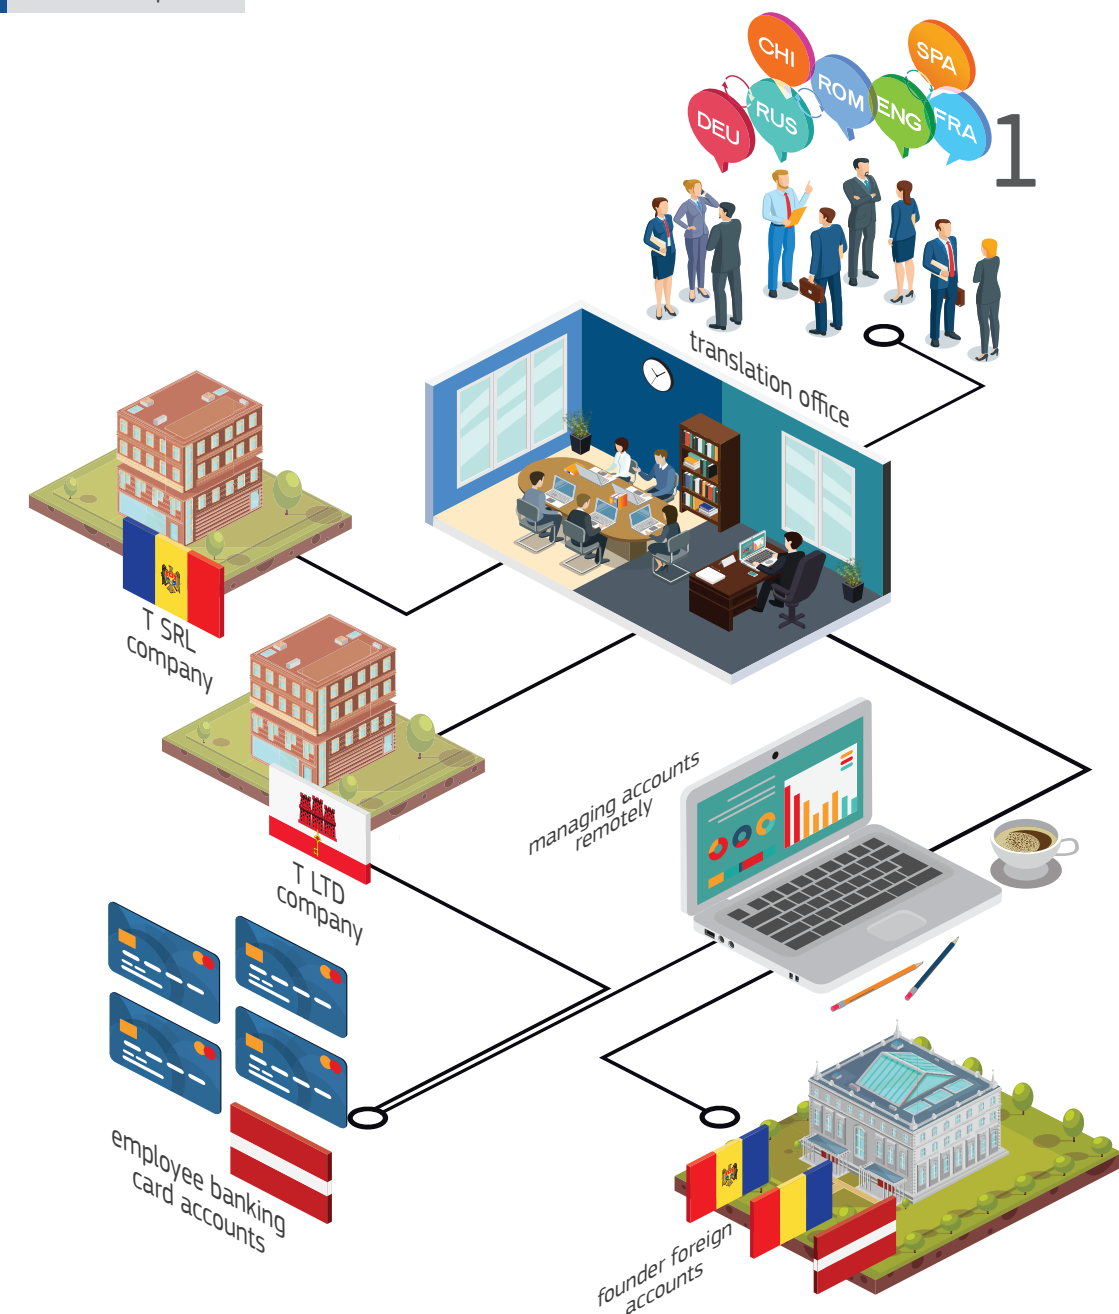 CHI
SPA
ROM
DEU
RUS
ENG
FRA
1
translation office
T SRL
company
managing accounts
remotely
T LTD
company
employee banking
card accounts
founder foreign
accounts